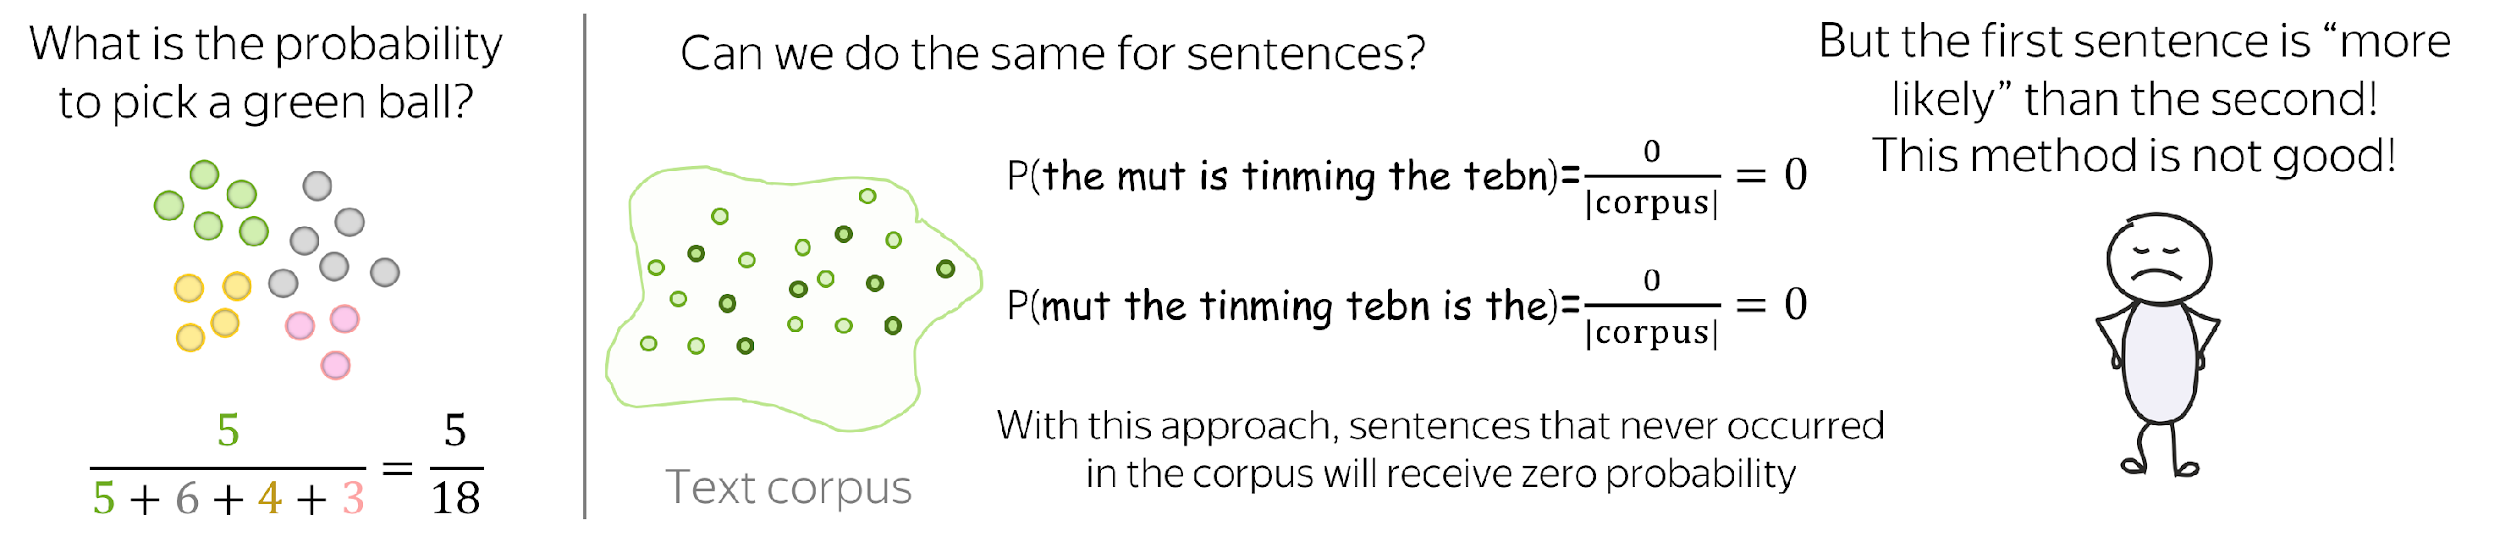 What is the probability
to pick a green ball?
5
5 + 6 + 4 + 3
=
5
18
Can we do the same for sentences?
Text corpus
P(the mut is tinming the tebn)=
0
|corpus|
= 0
P(mut the tinming tebn is the)=
0
|corpus|
= 0
With this approach, sentences that never occurred
in the corpus will receive zero probability
But the first sentence is “more
likely” than the second!
This method is not good!